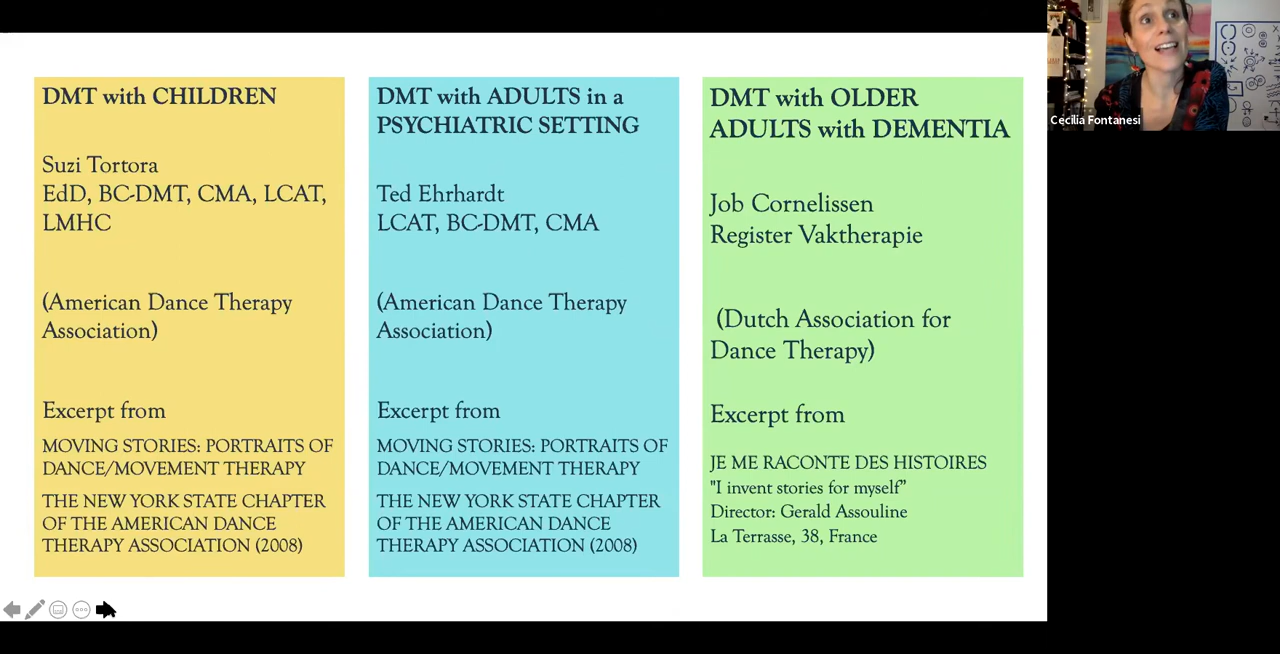 DMT with CHILDREN
Suzi Tortora
EdD, BC-DMT, CMA, LCAT,
LMHC
(American Dance Therapy
Association)
Excerpt from
MOVING STORIES: PORTRAITS OF
DANCE/MOVEMENT THERAPY
THE NEW YORK STATE CHAPTER
OF THE AMERICAN DANCE
THERAPY ASSOCIATION (2008)
DMT with ADULTS in a
PSYCHIATRIC SETTING
Ted Ehrhardt
LCAT, BC-DMT, CMA
(American Dance Therapy
Association)
Excerpt from
MOVING STORIES: PORTRAITS OF
DANCE/MOVEMENT THERAPY
THE NEW YORK STATE CHAPTER
OF THE AMERICAN DANCE
THERAPY ASSOCIATION (2008)
DMT with OLDER
ADULTS with DEMENTIA
Job Cornelissen
Register Vaktherapie
(Dutch Association for
Dance Therapy)
Excerpt from
JE ME RACONTE DES HISTOIRES
"I invent stories for myself”
Director: Gerald Assouline
La Terrasse, 38, France
Cecilia Fontanesi